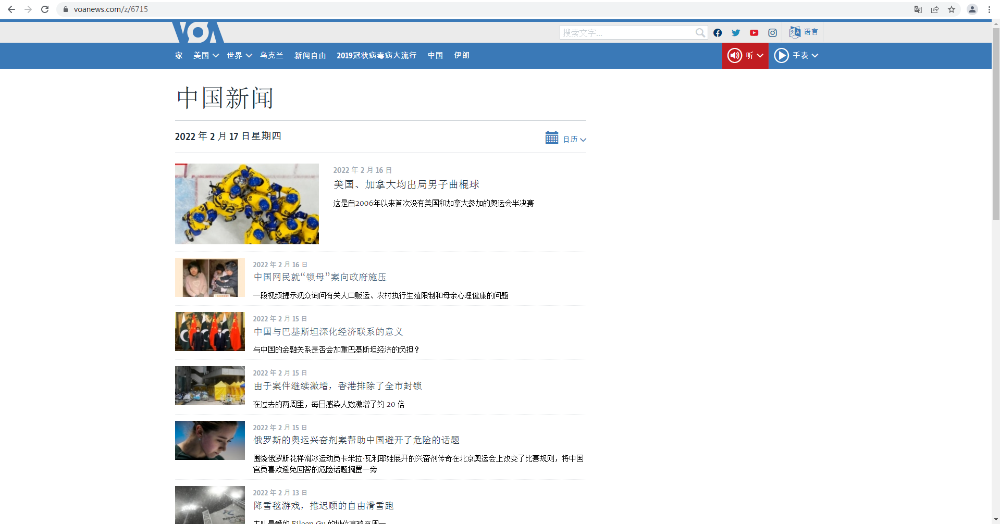 voanews.com/z/6715
VOA
搜索文字...
语言
家 美国 世界 乌克兰 新闻自由 2019冠状病毒病大流行 中国 伊朗
听 手表
中国新闻
2022 年 2 月 17 日星期四
日历
2022 年 2 月 16 日
美国、加拿大均出局男子曲棍球
这是自2006年以来首次没有美国和加拿大参加的奥运会半决赛
2022 年 2 月 16 日
中国网民就“锁母”案向政府施压
一段视频提示观众询问有关人口贩运、农村执行生殖限制和母亲心理健康的问题
2022 年 2 月 15 日
中国与巴基斯坦深化经济联系的意义
与中国的金融关系是否会加重巴基斯坦经济的负担？
2022 年 2 月 15 日
由于案件继续激增，香港排除了全市封锁
在过去的两周里，每日感染人数激增了约 20 倍
2022 年 2 月 15 日
俄罗斯的奥运兴奋剂案帮助中国避开了危险的话题
围绕俄罗斯花样滑冰运动员卡米拉·瓦利耶娃展开的兴奋剂传奇在北京奥运会上改变了比赛规则，将中国
官员喜欢避免回答的危险话题搁置一旁
2022 年 2 月 13 日
降雪毯游戏，推迟顾的自由滑雪跑
主队最爱的 Eileen Gu 的排位赛移至周一